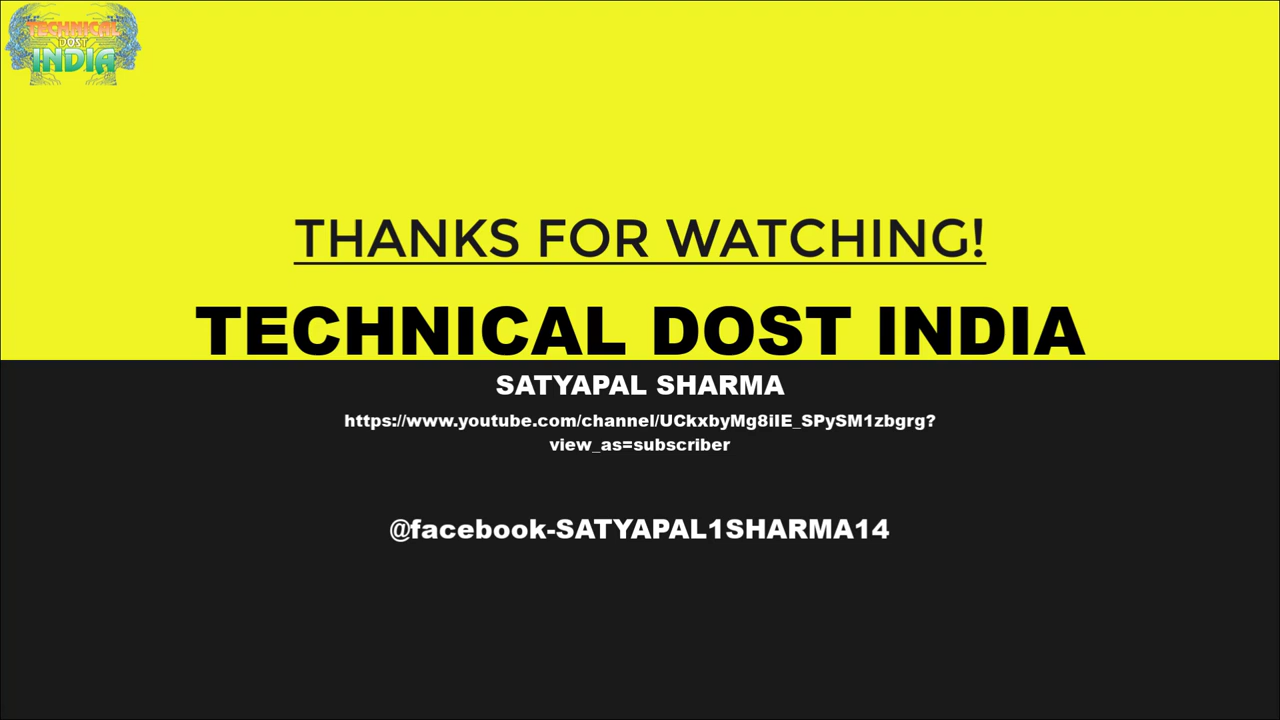 TECHNICAL
DOST
INDIA
THANKS FOR WATCHING!
TECHNICAL DOST INDIA
SATYAPAL SHARMA
https://www.youtube.com/channel/UCkxbyMg8iIE_SPySM1zbgrg?
view_as=subscriber
@facebook-SATYAPAL1SHARMA14